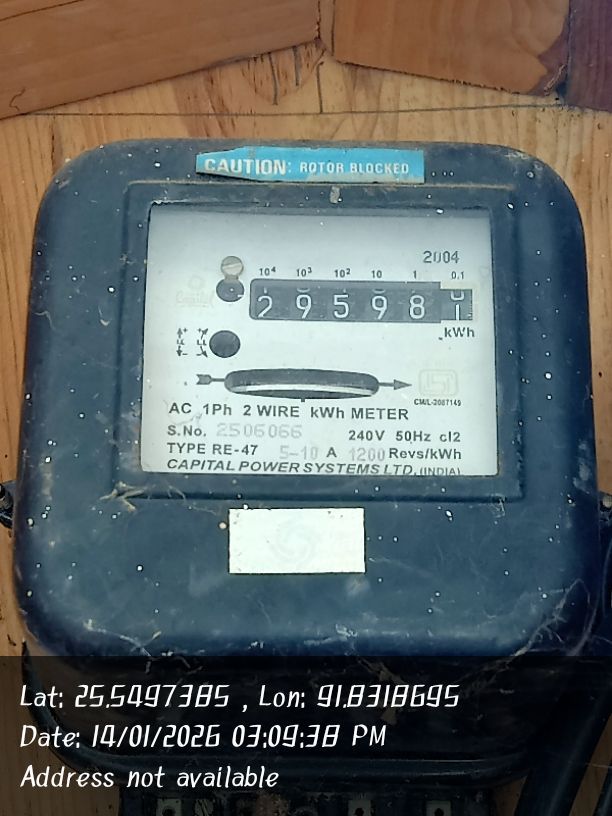 CAUTION: ROTOR BLOCKED
2004
10⁴ 10³ 10² 10 1 0.1
2 9 5 9 8 1
kWh
CM/L-2067149
AC 1Ph 2 WIRE kWh METER
S.No. 2506066 240V 50Hz cl2
TYPE RE-47 5-10 A 1200 Revs/kWh
CAPITAL POWER SYSTEMS LTD. (INDIA)
Lat: 25.5497385 , Lon: 91.8318695
Date: 14/01/2026 03:09:38 PM
Address not available